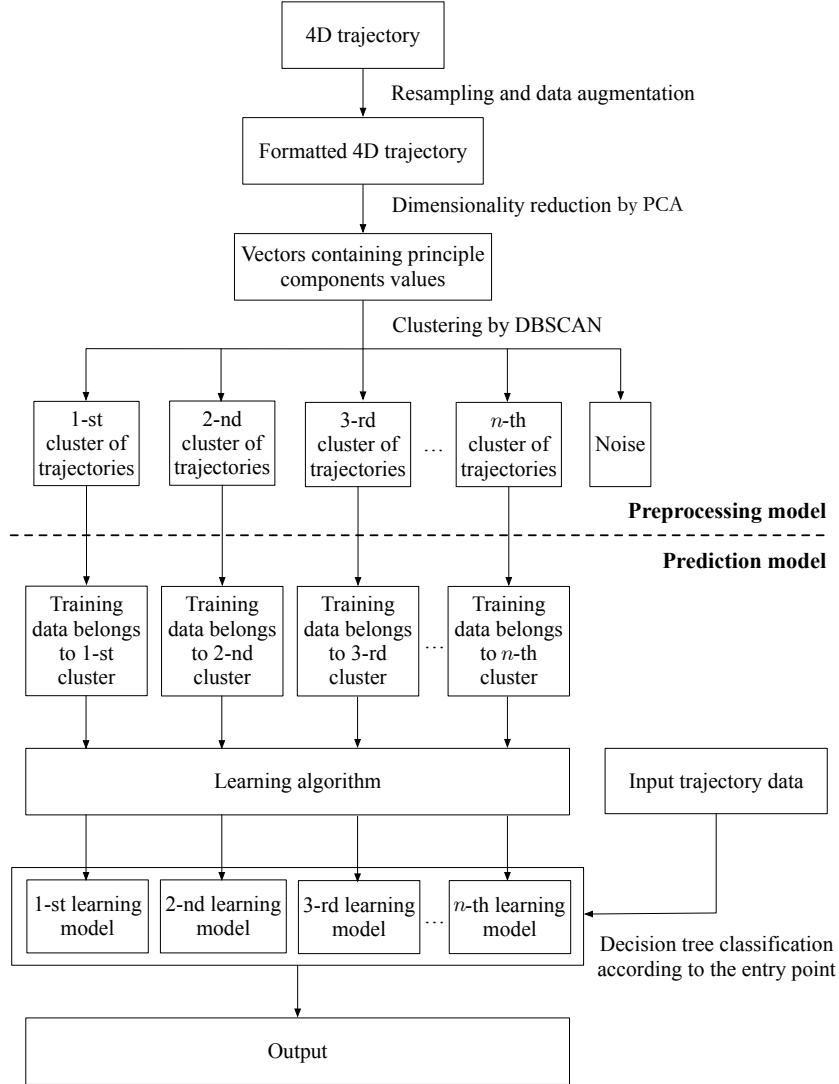 4D trajectory
Resampling and data augmentation
Formatted 4D trajectory
Dimensionality reduction by PCA
Vectors containing principle
components values
Clustering by DBSCAN
1-st
cluster of
trajectories
2-nd
cluster of
trajectories
3-rd
cluster of
trajectories
...
n-th
cluster of
trajectories
Noise
Preprocessing model
Prediction model
Training
data belongs
to 1-st
cluster
Training
data belongs
to 2-nd
cluster
Training
data belongs
to 3-rd
cluster
...
Training
data belongs
to n-th
cluster
Learning algorithm
Input trajectory data
1-st learning
model
2-nd learning
model
3-rd learning
model
...
n-th learning
model
Decision tree classification
according to the entry point
Output